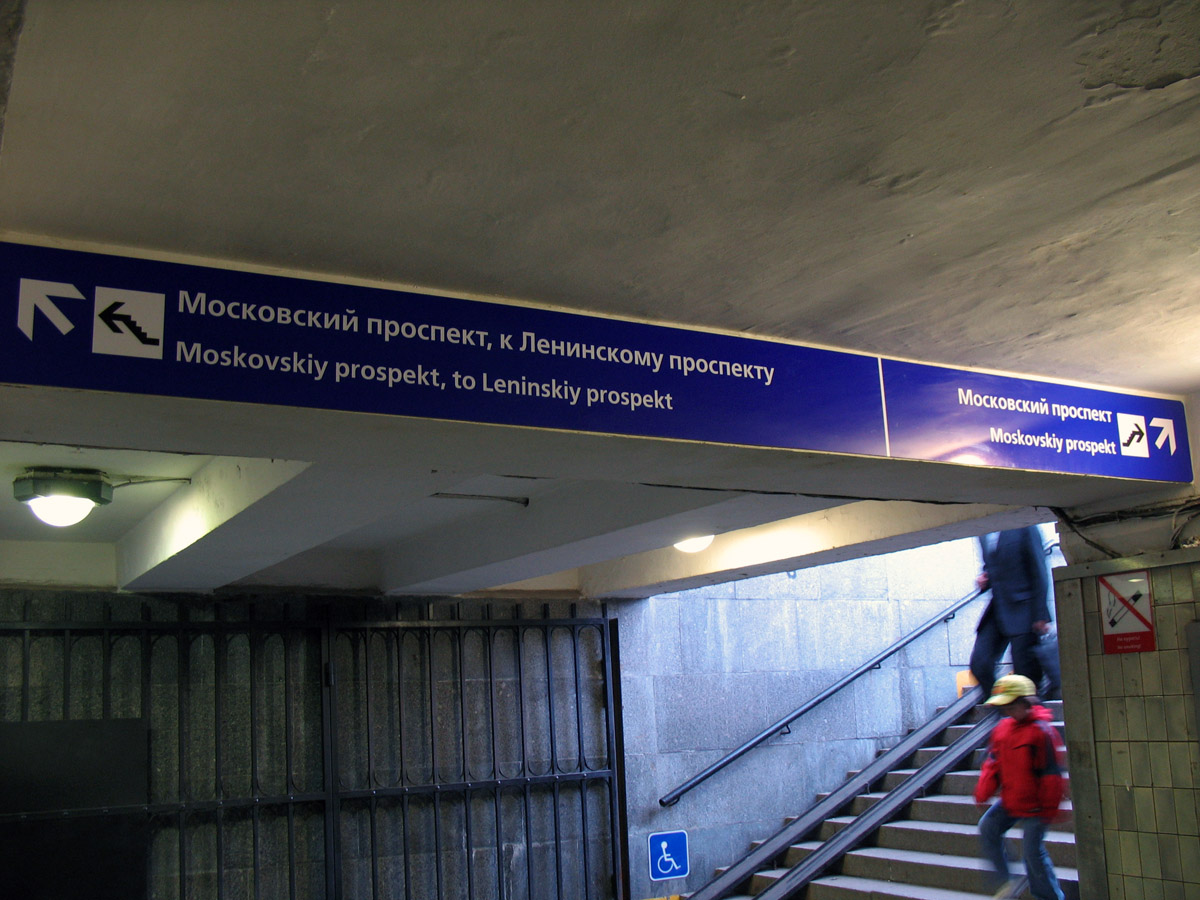 Московский проспект, к Ленинскому проспекту
Moskovskiy prospekt, to Leninskiy prospekt
Московский проспект
Moskovskiy prospekt